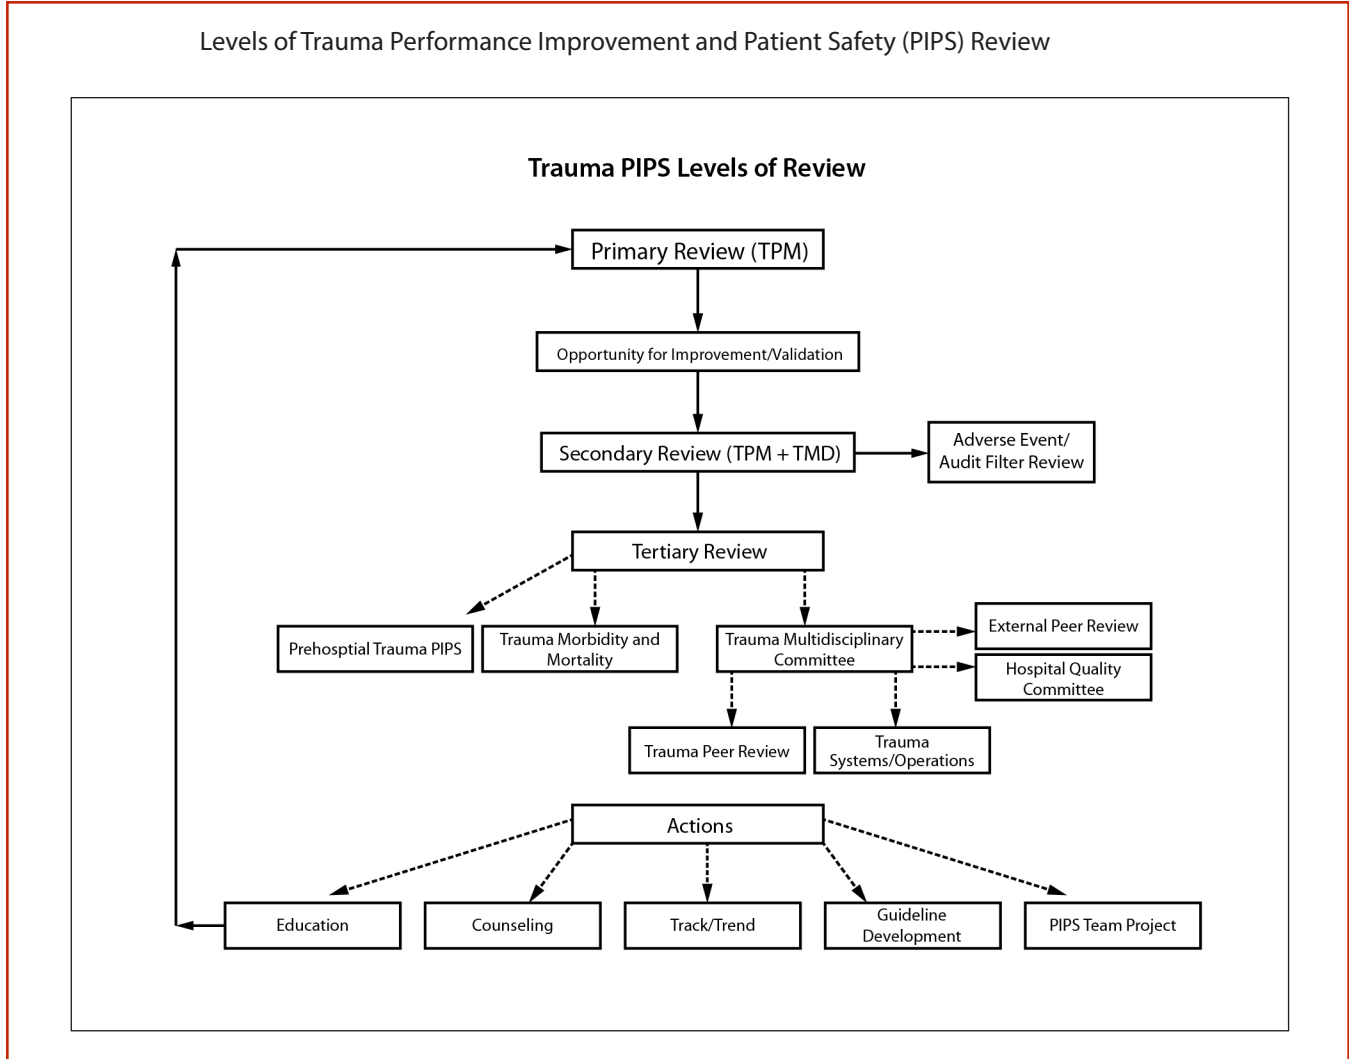 Levels of Trauma Performance Improvement and Patient Safety (PIPS) Review
Trauma PIPS Levels of Review
Primary Review (TPM)
Opportunity for Improvement/Validation
Secondary Review (TPM + TMD)
Adverse Event/
Audit Filter Review
Tertiary Review
Prehosptial Trauma PIPS
Trauma Morbidity and
Mortality
Trauma Multidisciplinary
Committee
External Peer Review
Hospital Quality
Committee
Trauma Peer Review
Trauma
Systems/Operations
Actions
Education
Counseling
Track/Trend
Guideline
Development
PIPS Team Project